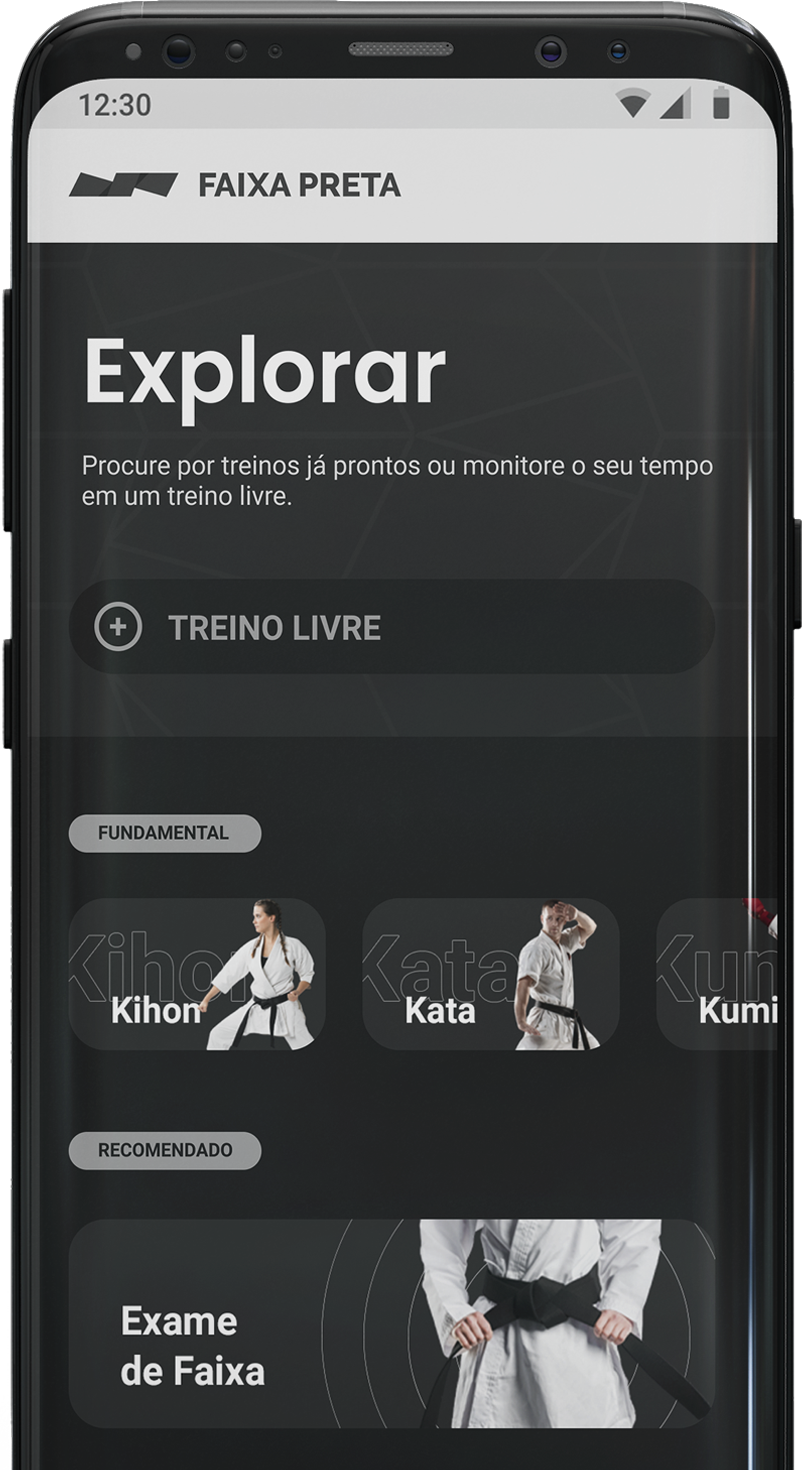 12:30
FAIXA PRETA
Explorar
Procure por treinos já prontos ou monitore o seu tempo
em um treino livre.
TREINO LIVRE
FUNDAMENTAL
Kihon
Kihon
Kata
Kata
Kum
Kumi
RECOMENDADO
Exame
de Faixa